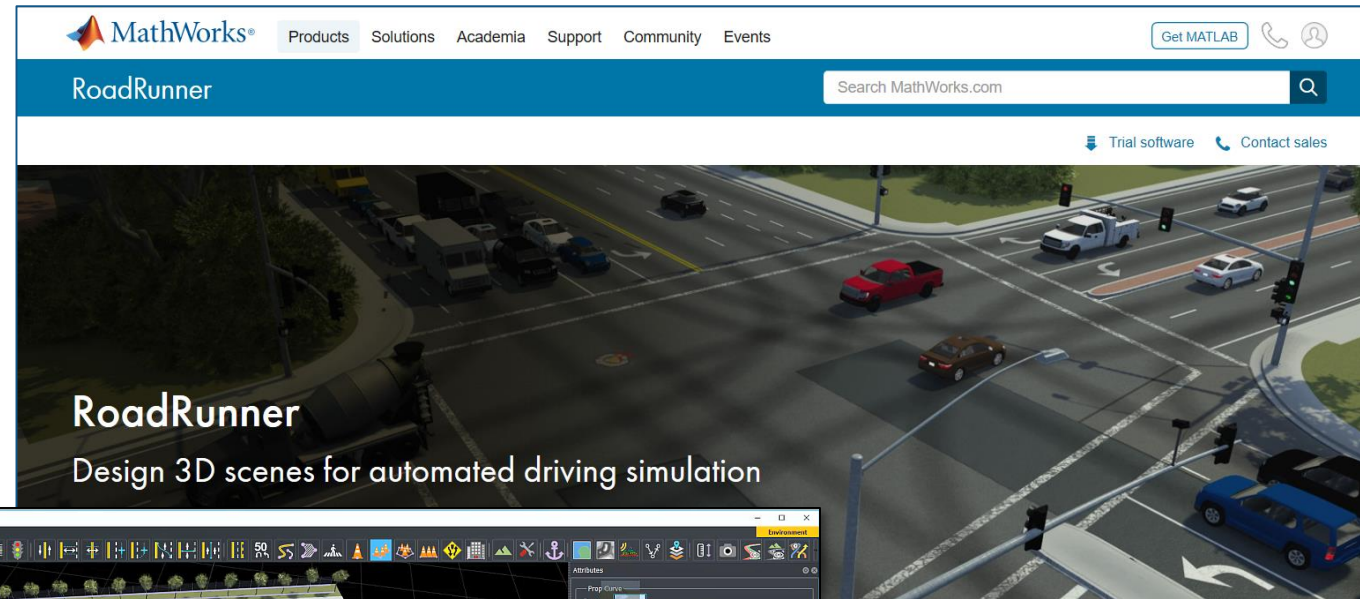 MathWorks®
Products Solutions Academia Support Community Events
Get MATLAB
RoadRunner
Search MathWorks.com
Trial software Contact sales
RoadRunner
Design 3D scenes for automated driving simulation
Environment
50
Attributes
Prop Curve